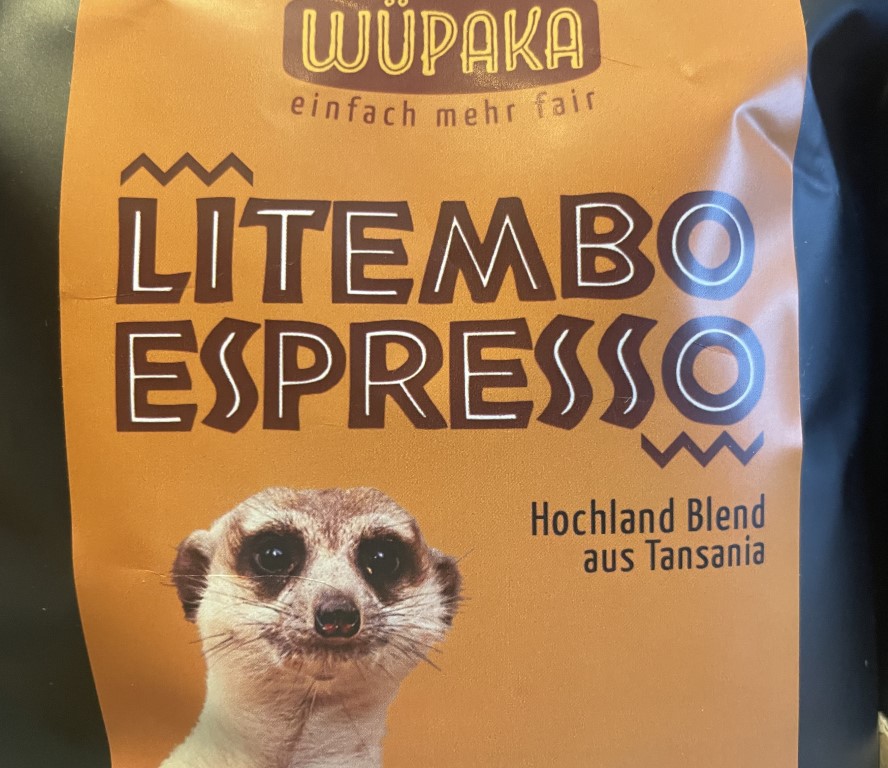 WÜPAKA
einfach mehr fair
LITEMBO
ESPRESSO
Hochland Blend
aus Tansania